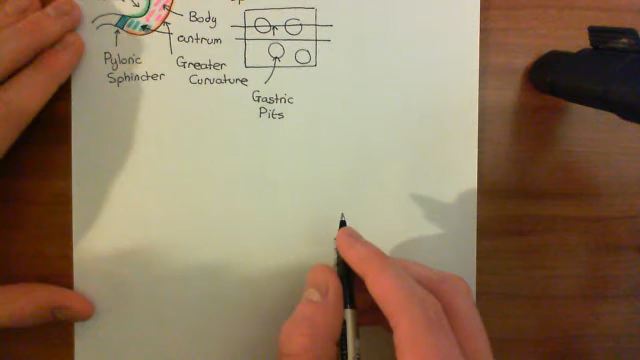 Body
antrum
Pyloric
Sphincter
Greater
Curvature
Gastric
Pits